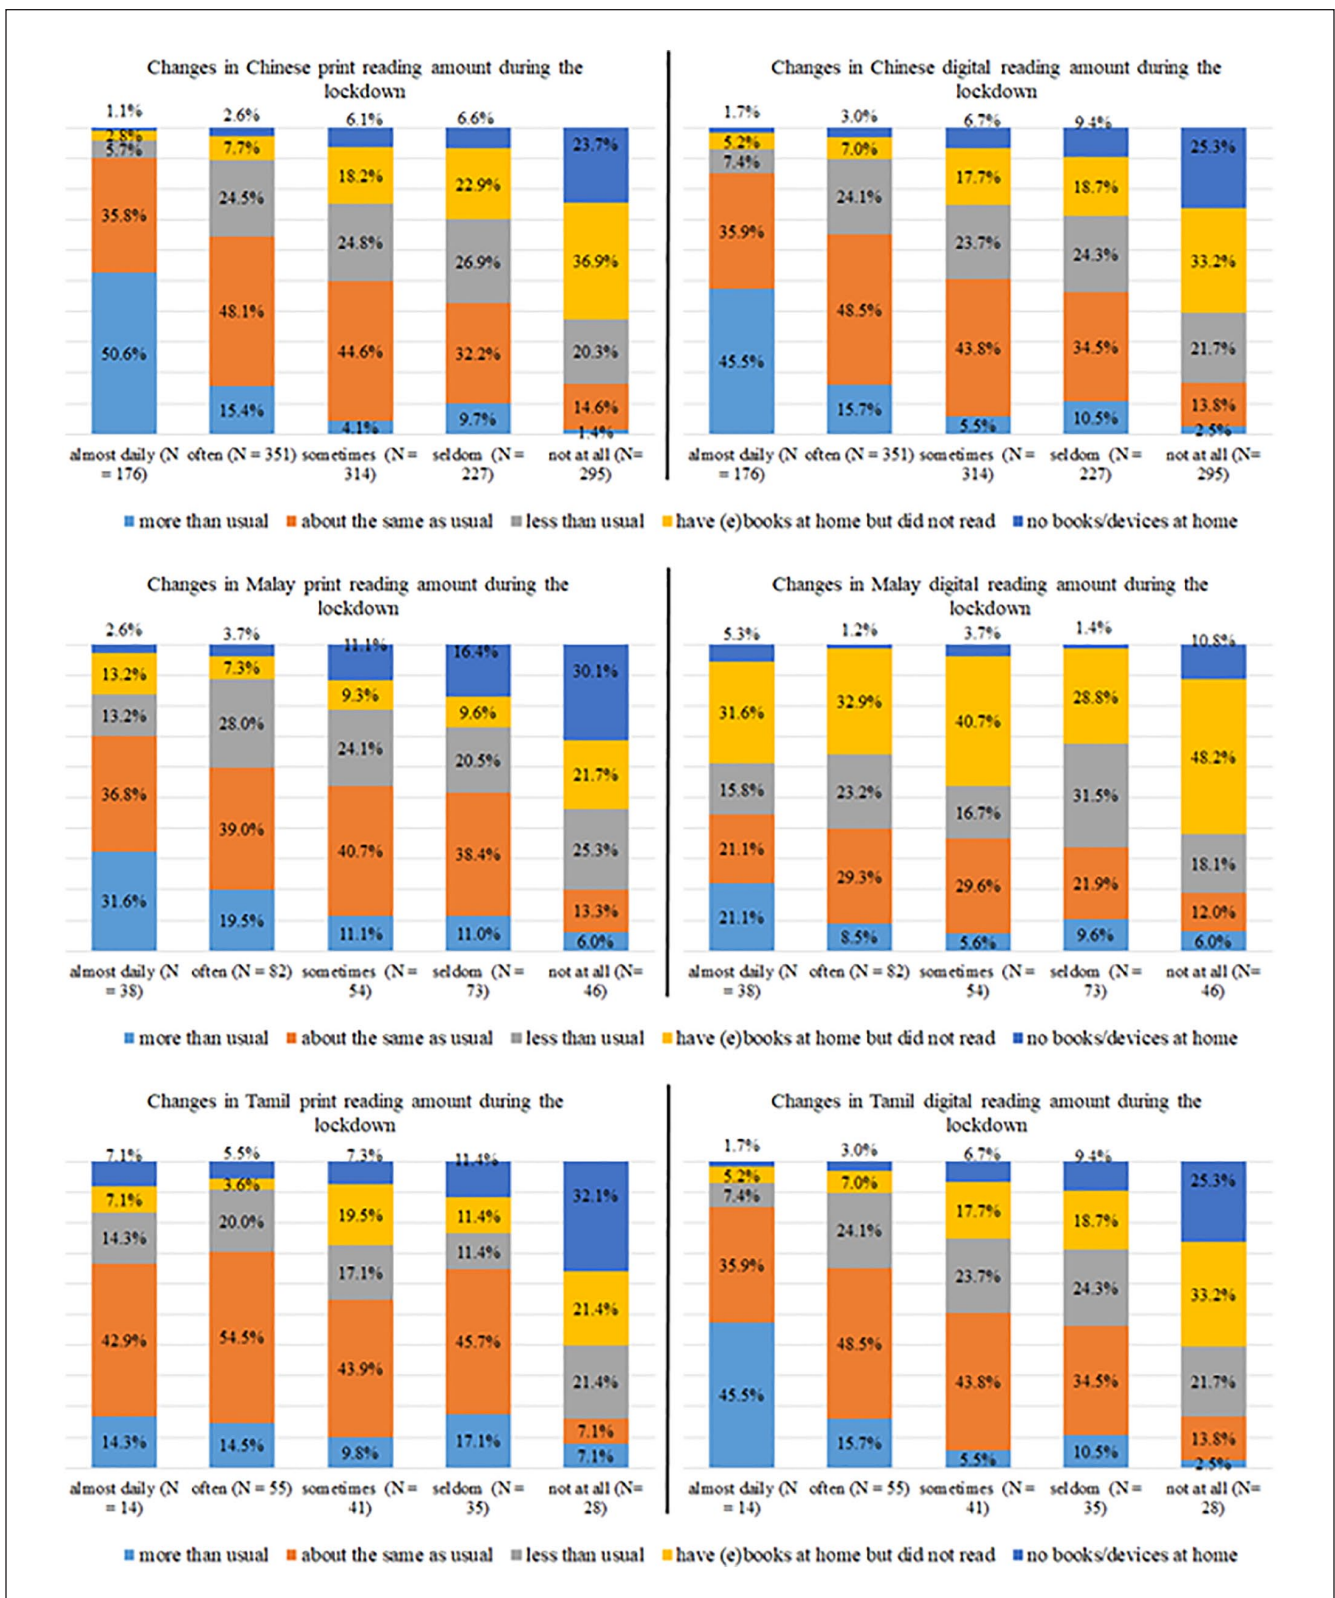 Changes in Chinese print reading amount during the
lockdown
1.1% 2.6% 6.1% 6.6%
2.8% 7.7% 18.2% 22.9% 23.7%
5.7% 24.5% 24.8% 26.9% 36.9%
35.8% 48.1% 44.6% 32.2% 20.3%
50.6% 15.4% 4.1% 9.7% 14.6%
1.4%
almost daily (N often (N = 351) sometimes (N = seldom (N = not at all (N=
= 176) 314) 227) 295)
Changes in Chinese digital reading amount during the
lockdown
1.7% 3.0% 6.7% 9.4%
5.2% 7.0% 17.7% 18.7% 25.3%
7.4% 24.1% 23.7% 24.3% 33.2%
35.9% 48.5% 43.8% 34.5% 21.7%
45.5% 15.7% 5.5% 10.5% 13.8%
2.5%
almost daily (N often (N = 351) sometimes (N = seldom (N = not at all (N=
= 176) 314) 227) 295)
more than usual about the same as usual less than usual have (e)books at home but did not read no books/devices at home
Changes in Malay print reading amount during the
lockdown
2.6% 3.7% 11.1% 16.4% 30.1%
13.2% 7.3% 9.3% 9.6% 21.7%
13.2% 28.0% 24.1% 20.5% 25.3%
36.8% 39.0% 40.7% 38.4% 13.3%
31.6% 19.5% 11.1% 11.0% 6.0%
almost daily (N often (N = 82) sometimes (N = seldom (N = not at all (N=
= 38) 54) 73) 46)
Changes in Malay digital reading amount during the
lockdown
5.3% 1.2% 3.7% 1.4% 10.8%
31.6% 32.9% 40.7% 28.8% 48.2%
15.8% 23.2% 16.7% 31.5% 18.1%
21.1% 29.3% 29.6% 21.9% 12.0%
21.1% 8.5% 5.6% 9.6% 6.0%
almost daily (N often (N = 82) sometimes (N = seldom (N = not at all (N=
= 38) 54) 73) 46)
more than usual about the same as usual less than usual have (e)books at home but did not read no books/devices at home
Changes in Tamil print reading amount during the
lockdown
7.1% 5.5% 7.3% 11.4% 32.1%
7.1% 3.6% 19.5% 11.4% 21.4%
14.3% 20.0% 17.1% 11.4% 21.4%
42.9% 54.5% 43.9% 45.7% 7.1%
14.3% 14.5% 9.8% 17.1% 7.1%
almost daily (N often (N = 55) sometimes (N = seldom (N = not at all (N=
= 14) 41) 35) 28)
Changes in Tamil digital reading amount during the
lockdown
1.7% 3.0% 6.7% 9.4%
5.2% 7.0% 17.7% 18.7% 25.3%
7.4% 24.1% 23.7% 24.3% 33.2%
35.9% 48.5% 43.8% 34.5% 21.7%
45.5% 15.7% 5.5% 10.5% 13.8%
2.5%
almost daily (N often (N = 55) sometimes (N = seldom (N = not at all (N=
= 14) 41) 35) 28)
more than usual about the same as usual less than usual have (e)books at home but did not read no books/devices at home